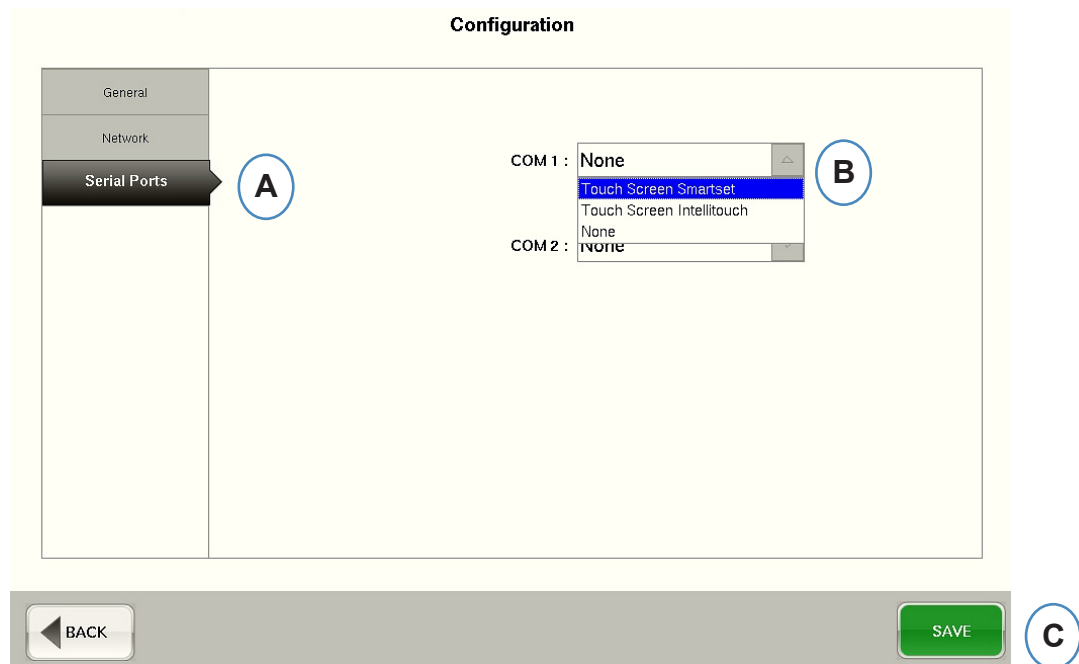 Configuration
General
Network
Serial Ports
A
COM 1 : None
B
Touch Screen Smartset
Touch Screen Intellitouch
None
COM 2 : None
BACK
SAVE
C